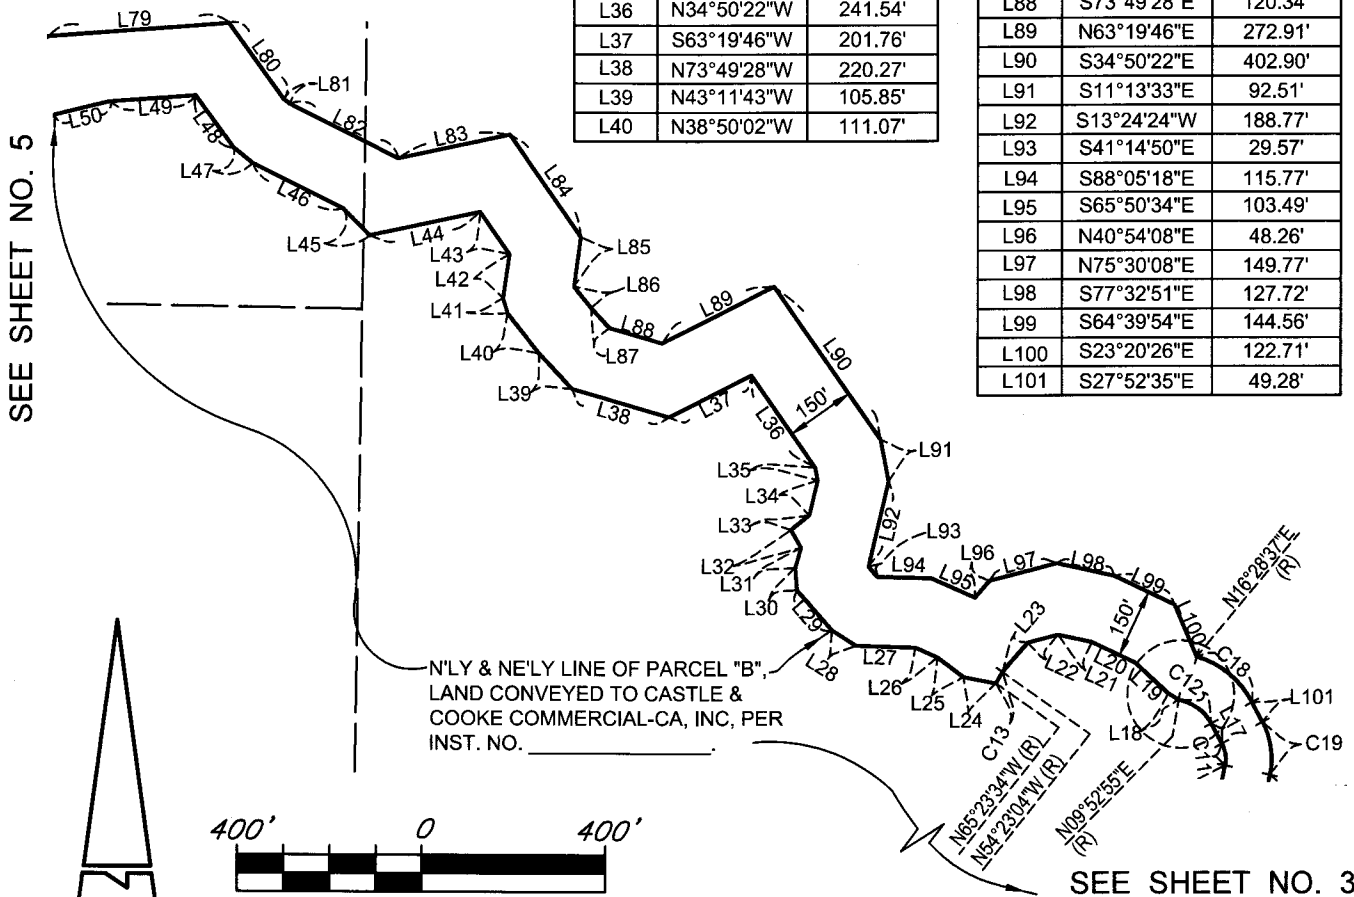 L36 N34°50'22"W 241.54'
L37 S63°19'46"W 201.76'
L38 N73°49'28"W 220.27'
L39 N43°11'43"W 105.85'
L40 N38°50'02"W 111.07'
L88 S73°49'28"E 120.34'
L89 N63°19'46"E 272.91'
L90 S34°50'22"E 402.90'
L91 S11°13'33"E 92.51'
L92 S13°24'24"W 188.77'
L93 S41°14'50"E 29.57'
L94 S88°05'18"E 115.77'
L95 S65°50'34"E 103.49'
L96 N40°54'08"E 48.26'
L97 N75°30'08"E 149.77'
L98 S77°32'51"E 127.72'
L99 S64°39'54"E 144.56'
L100 S23°20'26"E 122.71'
L101 S27°52'35"E 49.28'
SEE SHEET NO. 5
L79
L80
L81
L82
L83
L84
L85
L86
L87
L88
L89
L90
L91
L92
L93
L94
L95
L96
L97
L98
L99
L100
L101
C18
C19
L50
L49
L48
L47
L46
L45
L44
L43
L42
L41
L40
L39
L38
L37
L36
L35
L34
L33
L32
L31
L30
L29
L28
L27
L26
L25
L24
C13
L23
L22
L21
L20
L19
L18
C12
L17
C11
150'
150'
N16°28'37"E
(R)
N65°23'34"W (R)
N54°23'04"W (R)
N09°52'55"E
(R)
N'LY & NE'LY LINE OF PARCEL "B",
LAND CONVEYED TO CASTLE &
COOKE COMMERCIAL-CA, INC, PER
INST. NO. ____________.
400' 0 400'
SEE SHEET NO. 3